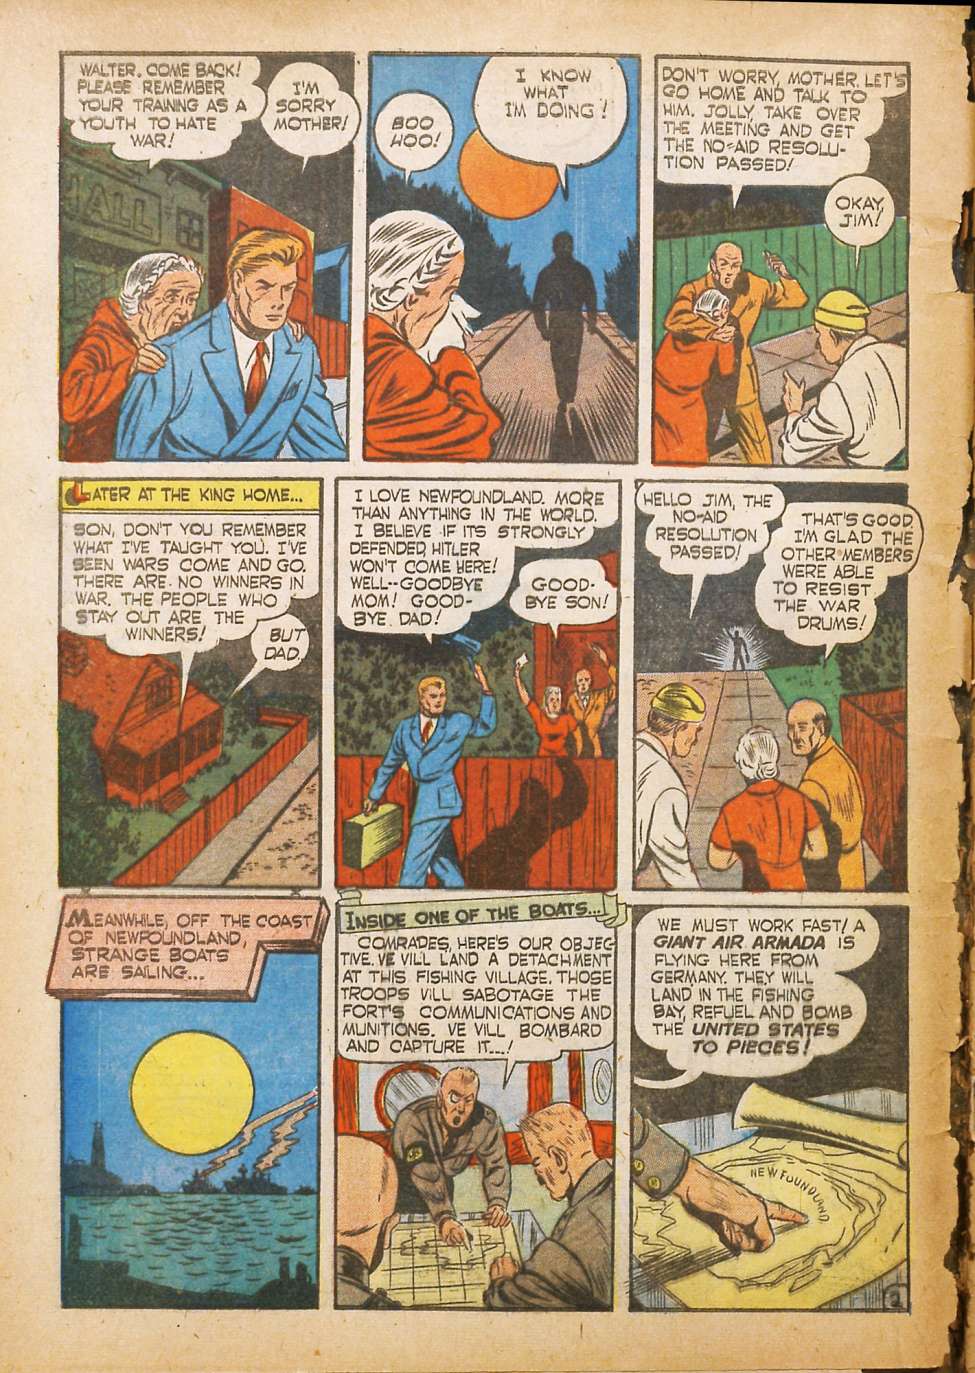 WALTER, COME BACK!
PLEASE REMEMBER
YOUR TRAINING AS A
YOUTH TO HATE
WAR!
I'M
SORRY
MOTHER!
HALL
BOO
HOO!
I KNOW
WHAT
I'M DOING!
DON'T WORRY, MOTHER. LET'S
GO HOME AND TALK TO
HIM. JOLLY, TAKE OVER
THE MEETING AND GET
THE NO-AID RESOLU-
TION PASSED!
OKAY,
JIM!
LATER AT THE KING HOME...
SON, DON'T YOU REMEMBER
WHAT I'VE TAUGHT YOU. I'VE
SEEN WARS COME AND GO.
THERE ARE NO WINNERS IN
WAR. THE PEOPLE WHO
STAY OUT ARE THE
WINNERS!
BUT
DAD.
I LOVE NEWFOUNDLAND. MORE
THAN ANYTHING IN THE WORLD.
I BELIEVE IF ITS STRONGLY
DEFENDED, HITLER
WON'T COME HERE!
WELL--GOODBYE
MOM! GOOD-
BYE DAD!
GOOD-
BYE SON!
HELLO JIM, THE
NO-AID
RESOLUTION
PASSED!
THAT'S GOOD.
I'M GLAD THE
OTHER MEMBERS
WERE ABLE
TO RESIST
THE WAR
DRUMS!
MEANWHILE, OFF THE COAST
OF NEWFOUNDLAND,
STRANGE BOATS
ARE SAILING...
INSIDE ONE OF THE BOATS...
COMRADES, HERE'S OUR OBJEC-
TIVE. VE VILL LAND A DETACHMENT
AT THIS FISHING VILLAGE. THOSE
TROOPS VILL SABOTAGE THE
FORT'S COMMUNICATIONS AND
MUNITIONS. VE VILL BOMBARD
AND CAPTURE IT...!
WE MUST WORK FAST! A
GIANT AIR ARMADA IS
FLYING HERE FROM
GERMANY. THEY WILL
LAND IN THE FISHING
BAY, REFUEL AND BOMB
THE UNITED STATES
TO PIECES!
NEWFOUNDLAND
2